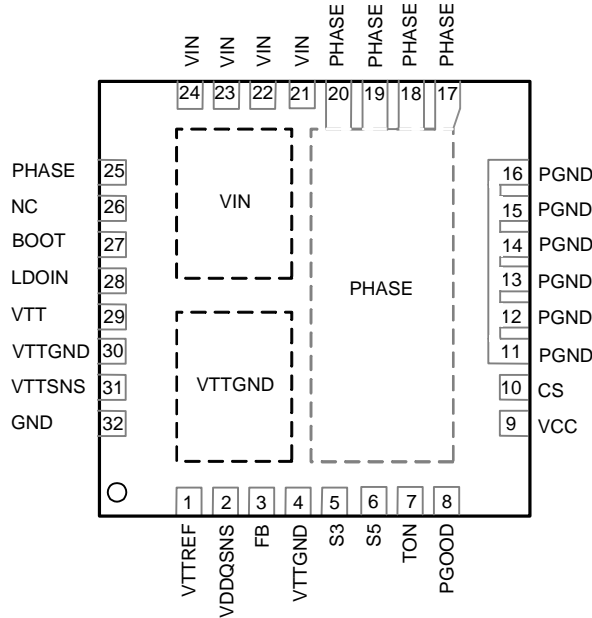 VIN
VIN
VIN
VIN
PHASE
PHASE
PHASE
PHASE
24 23 22 21 20 19 18 17
PHASE 25
NC 26
BOOT 27
LDOIN 28
VTT 29
VTTGND 30
VTTSNS 31
GND 32
VIN
VTTGND
PHASE
16 PGND
15 PGND
14 PGND
13 PGND
12 PGND
11 PGND
10 CS
9 VCC
1 2 3 4 5 6 7 8
VTTREF
VDDQSNS
FB
VTTGND
S3
S5
TON
PGOOD